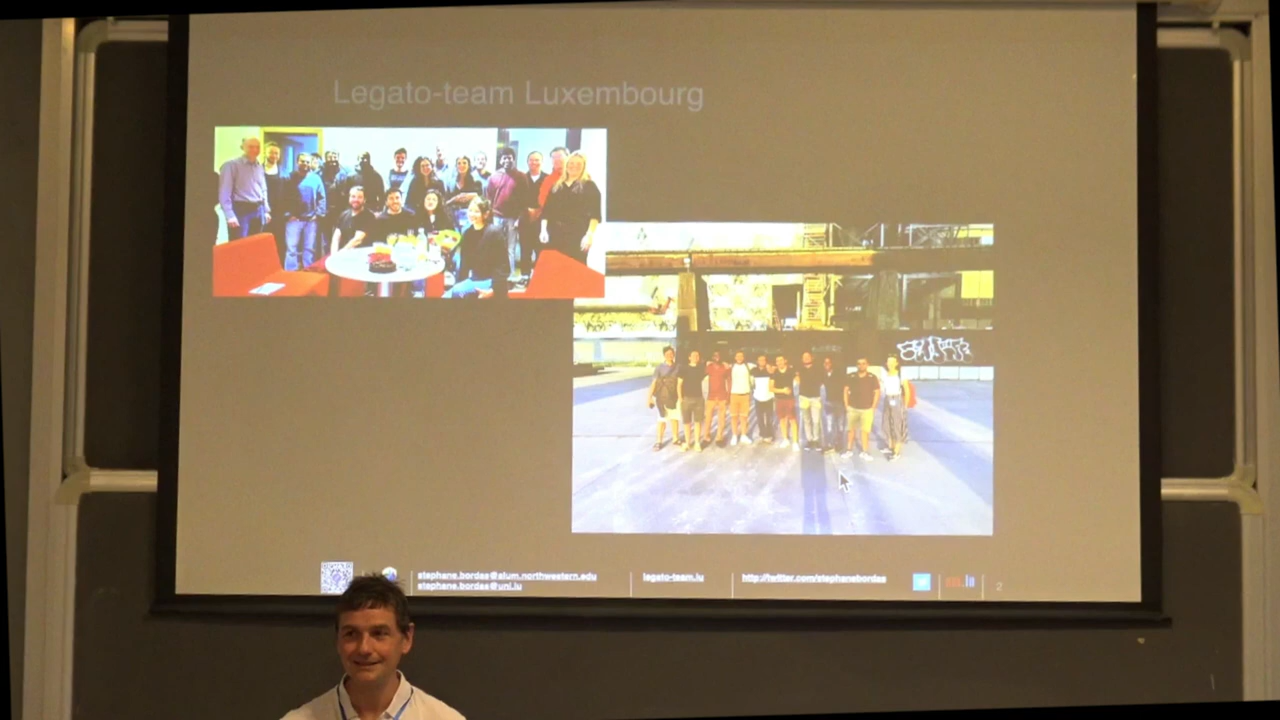 Legato-team Luxembourg
stephane.bordas@alum.northwestern.edu
stephane.bordas@uni.lu
legato-team.lu
http://twitter.com/stephanebordas
2